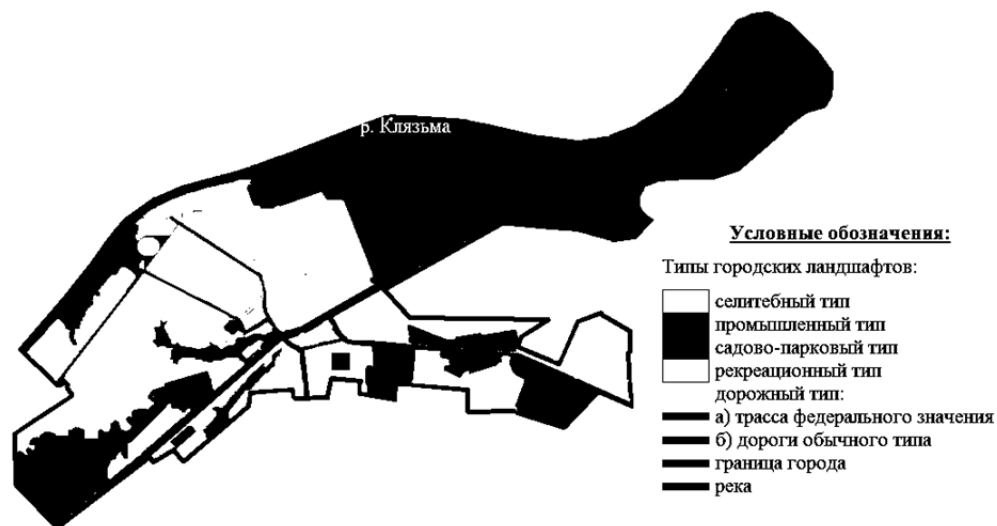 р. Клязьма
Условные обозначения:
Типы городских ландшафтов:
селитебный тип
промышленный тип
садово-парковый тип
рекреационный тип
дорожный тип:
а) трасса федерального значения
б) дороги обычного типа
граница города
река